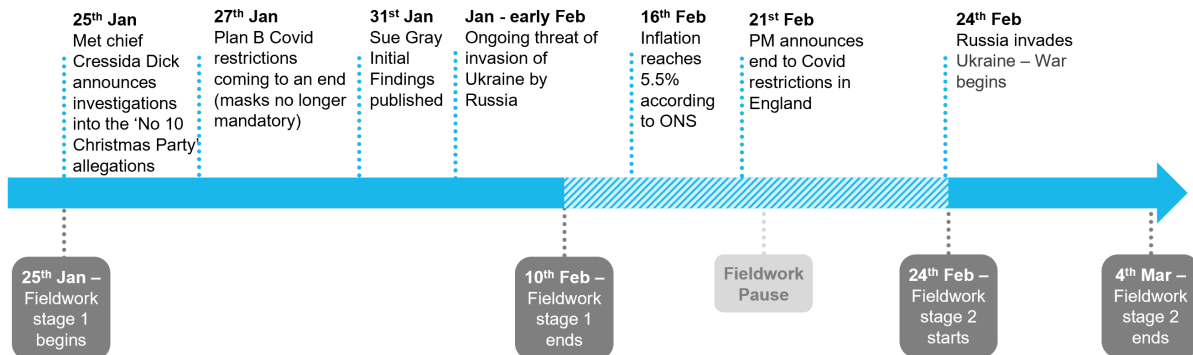 25th Jan
Met chief
Cressida Dick
announces
investigations
into the ‘No 10
Christmas Party’
allegations
27th Jan
Plan B Covid
restrictions
coming to an end
(masks no longer
mandatory)
31st Jan
Sue Gray
Initial
Findings
published
Jan - early Feb
Ongoing threat of
invasion of
Ukraine by
Russia
16th Feb
Inflation
reaches
5.5%
according
to ONS
21st Feb
PM announces
end to Covid
restrictions in
England
24th Feb
Russia invades
Ukraine – War
begins
25th Jan –
Fieldwork
stage 1
begins
10th Feb –
Fieldwork
stage 1
ends
Fieldwork
Pause
24th Feb –
Fieldwork
stage 2
starts
4th Mar –
Fieldwork
stage 2
ends